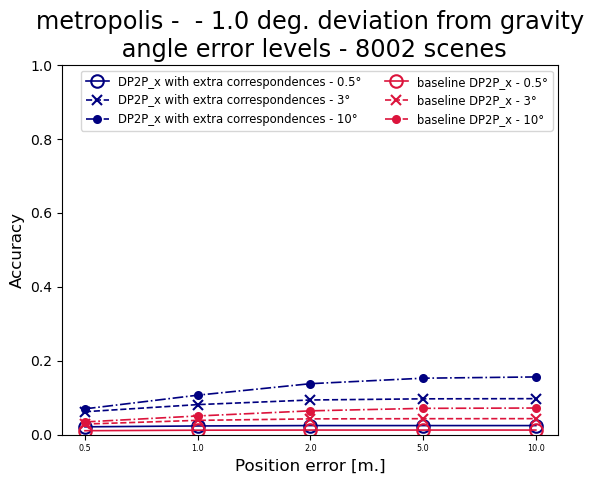 metropolis -  - 1.0 deg. deviation from gravity
angle error levels - 8002 scenes
DP2P_x with extra correspondences - 0.5°
DP2P_x with extra correspondences - 3°
DP2P_x with extra correspondences - 10°
baseline DP2P_x - 0.5°
baseline DP2P_x - 3°
baseline DP2P_x - 10°
Accuracy
1.0
0.8
0.6
0.4
0.2
0.0
0.5
1.0
2.0
5.0
10.0
Position error [m.]